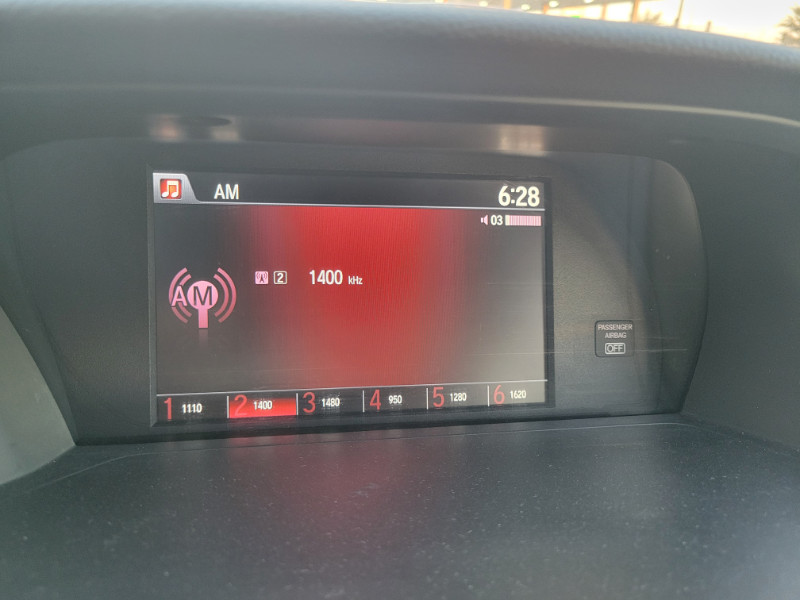 AM 6:28
03
AM 2 1400 kHz
PASSENGER
AIRBAG
OFF
1 1110 2 1400 3 1480 4 950 5 1280 6 1620